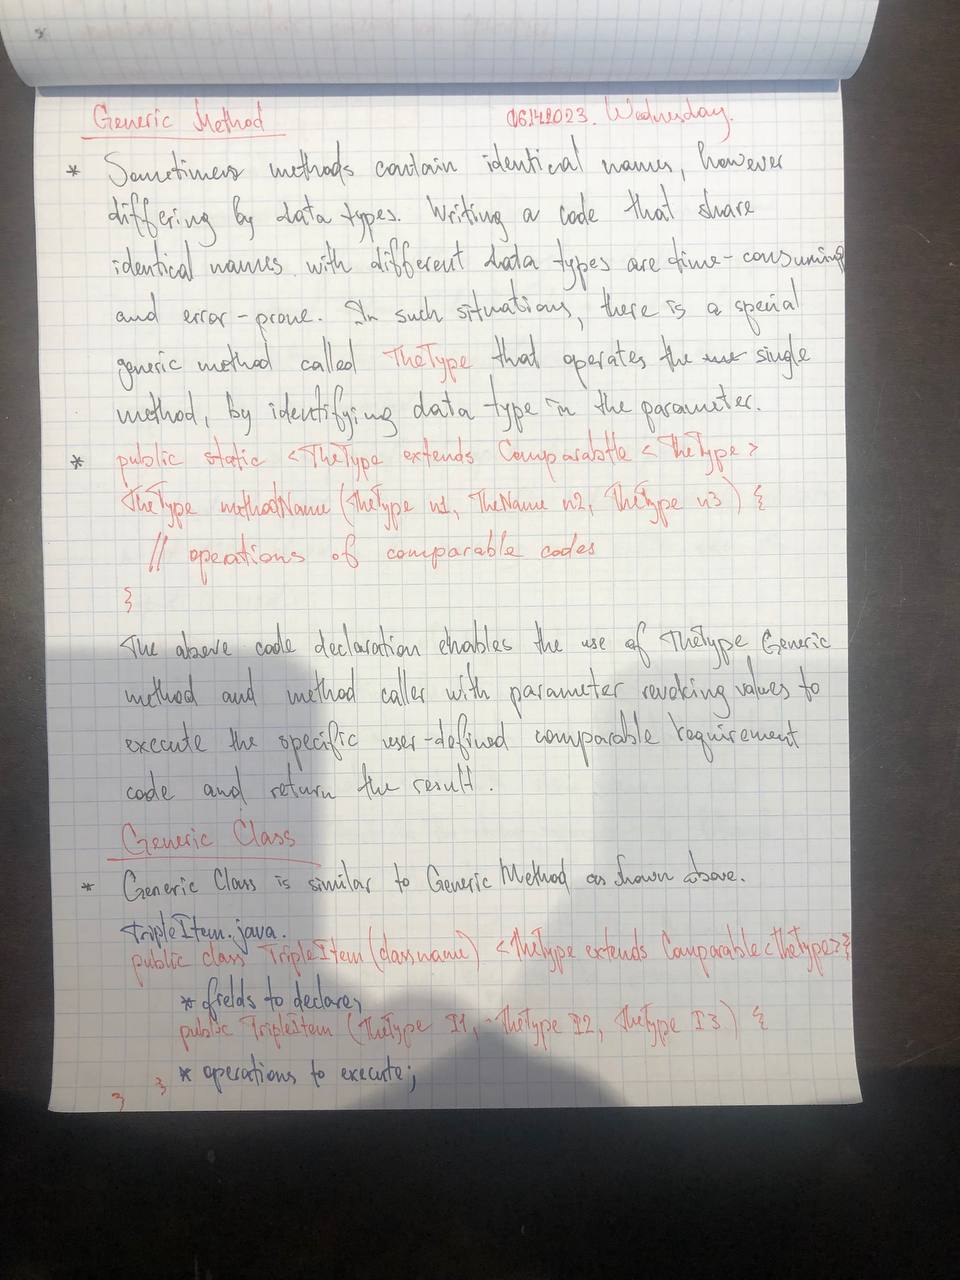 Generic Method
06142023. Wednesday.
* Sometimes methods contain identical names, however
differing by data types. Writing a code that share
identical names with different data types are time-consuming
and error-prone. In such situations, there is a special
generic method called TheType that operates the single
method, by identifying data type in the parameter.
* public static <TheType extends Comparable <TheType>
TheType methodName (TheType n1, TheName n2, TheType n3) {
// operations of comparable codes
}
The above code declaration enables the use of TheType Generic
method and method caller with parameter revoking values to
execute the specific user-defined comparable requirement
code and return the result.
Generic Class
* Generic Class is similar to Generic Method as shown above.
TripleItem.java.
public class TripleItem (classname) <TheType extends Comparable<TheType>{
* fields to declare;
public TripleItem (TheType I1, TheType I2, TheType I3) {
* operations to execute;
}
}